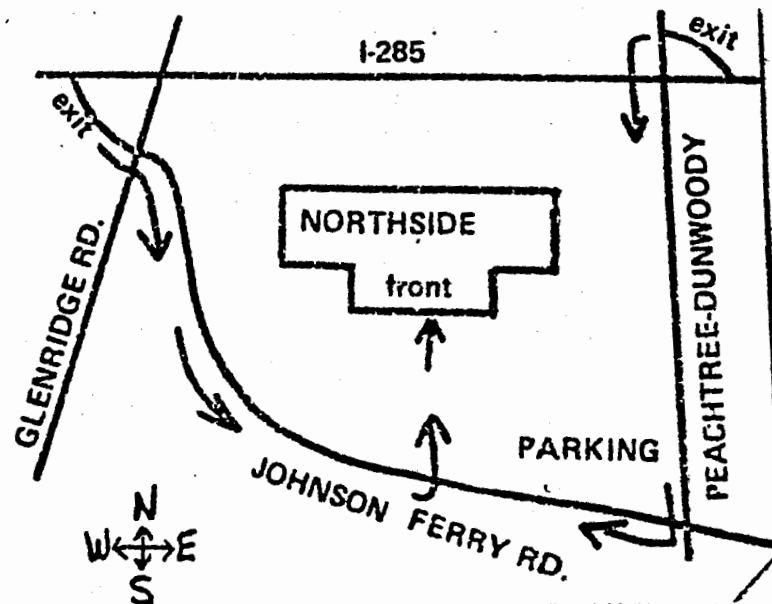 I-285
exit
exit
NORTHSIDE
front
GLENRIDGE RD.
PEACHTREE-DUNWOODY
PARKING
JOHNSON FERRY RD.
N
W E
S